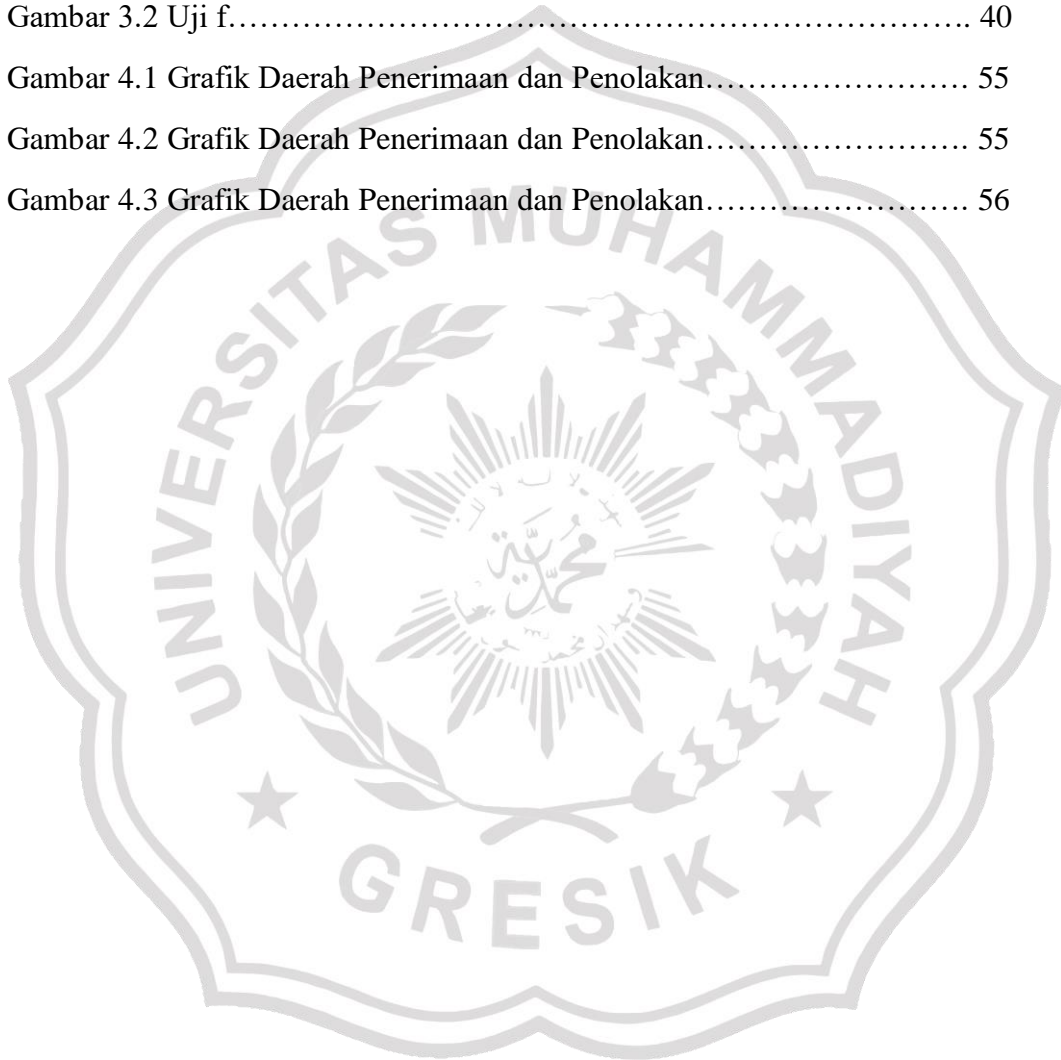 Gambar 3.2 Uji f……………………………………………………………………. 40
Gambar 4.1 Grafik Daerah Penerimaan dan Penolakan……………………. 55
Gambar 4.2 Grafik Daerah Penerimaan dan Penolakan……………………. 55
Gambar 4.3 Grafik Daerah Penerimaan dan Penolakan……………………. 56
UNIVERSITAS MUHAMMADIYAH
GRESIK